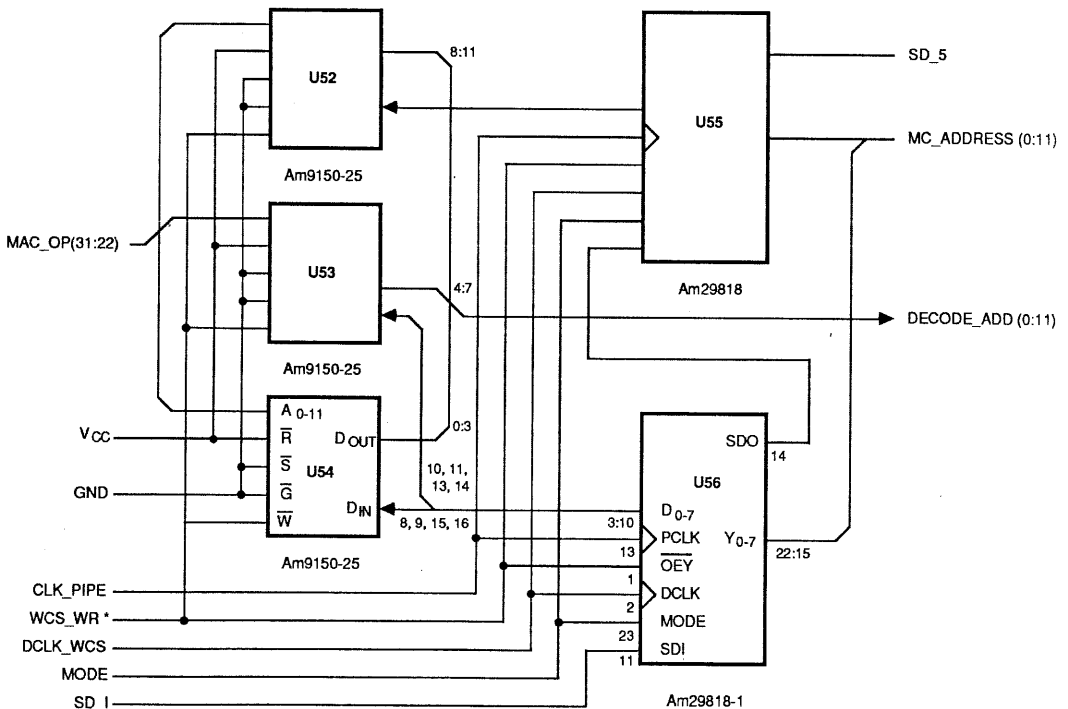 U52
8:11
Am9150-25
U55
SD_5
MC_ADDRESS (0:11)
Am29818
MAC_OP(31:22)
U53
4:7
Am9150-25
DECODE_ADD (0:11)
A 0-11
R
S
G
W
U54
D OUT
D IN
0:3
10, 11,
13, 14
8, 9, 15, 16
Am9150-25
VCC
GND
SDO
14
U56
D 0-7
3:10
PCLK
13
OEY
1
DCLK
2
MODE
23
SDI
11
Y 0-7
22:15
Am29818-1
CLK_PIPE
WCS_WR *
DCLK_WCS
MODE
SD I